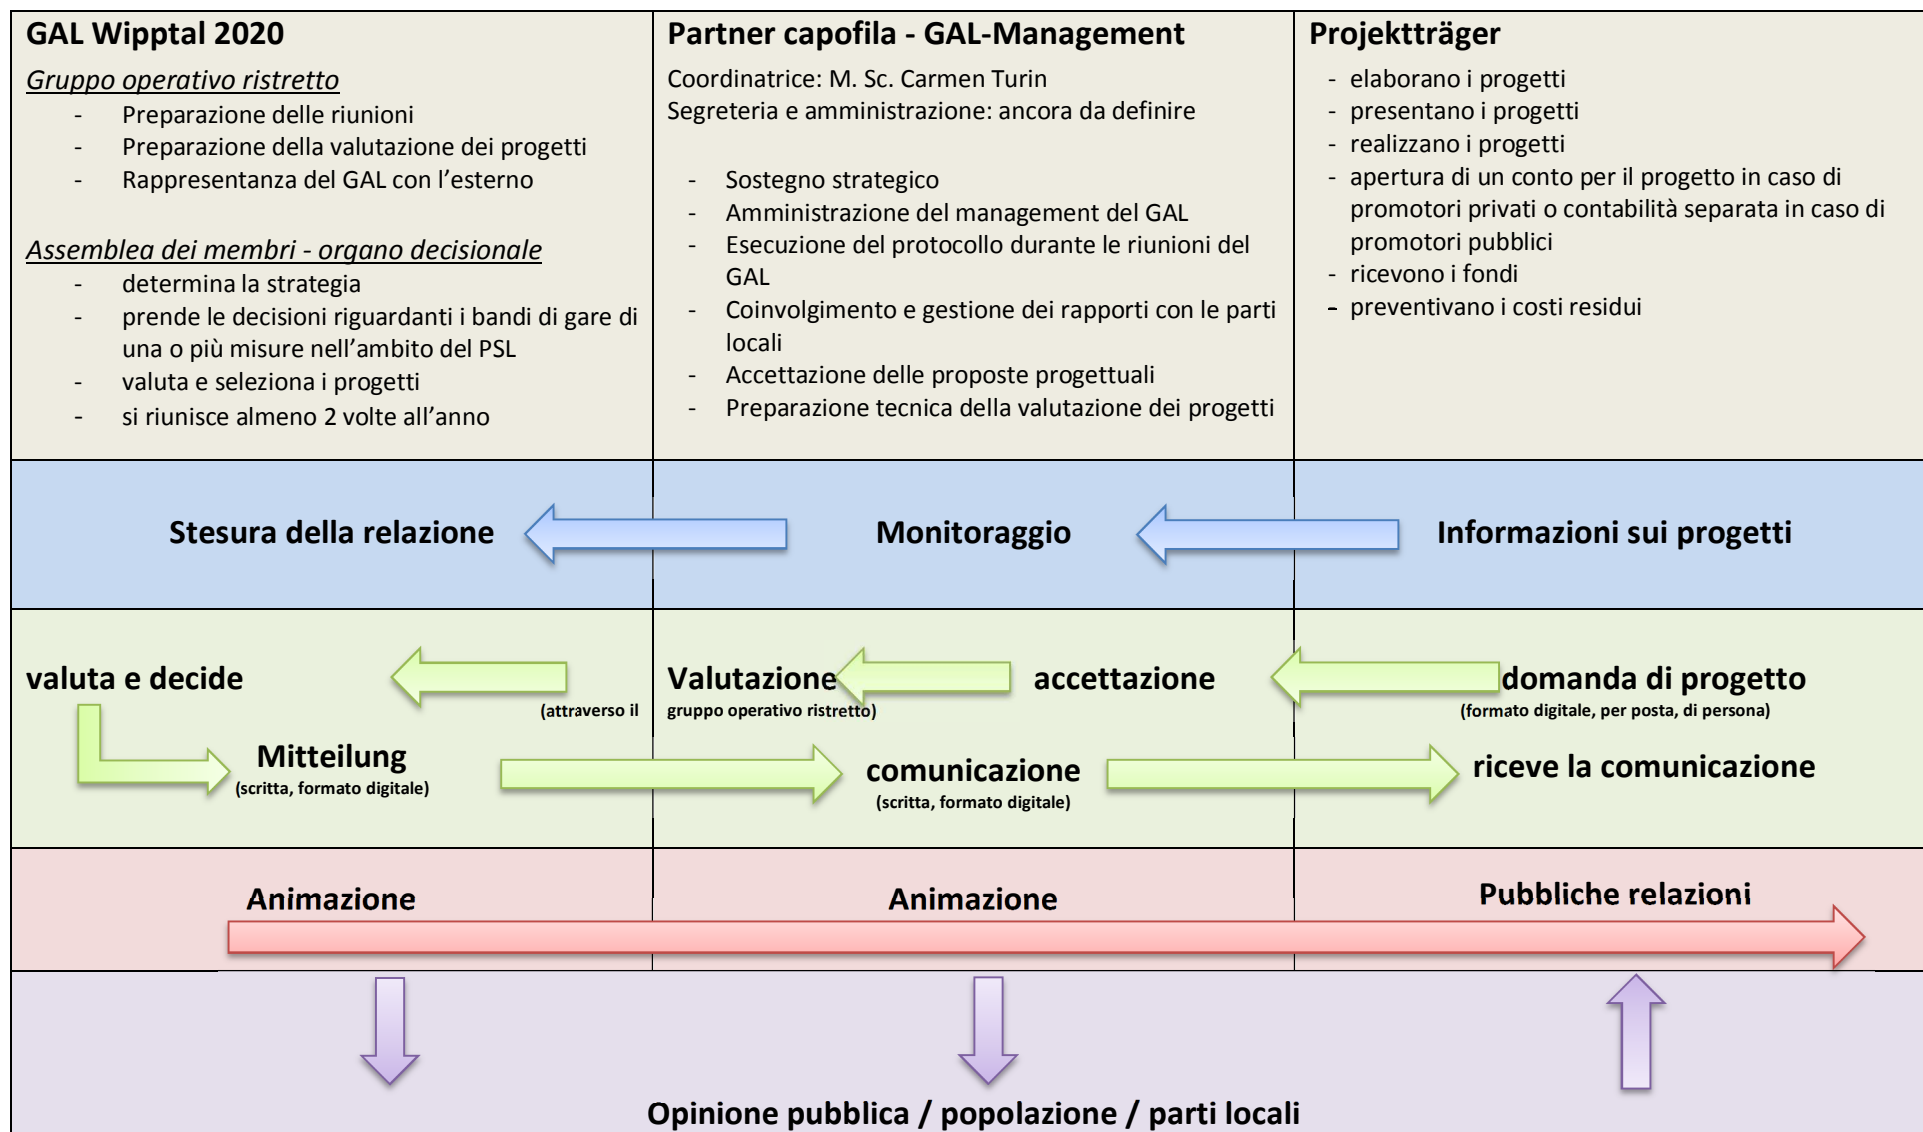 GAL Wipptal 2020
Gruppo operativo ristretto
- Preparazione delle riunioni
- Preparazione della valutazione dei progetti
- Rappresentanza del GAL con l’esterno
Assemblea dei membri - organo decisionale
- determina la strategia
- prende le decisioni riguardanti i bandi di gare di
una o più misure nell’ambito del PSL
- valuta e seleziona i progetti
- si riunisce almeno 2 volte all’anno
Partner capofila - GAL-Management
Coordinatrice: M. Sc. Carmen Turin
Segreteria e amministrazione: ancora da definire
- Sostegno strategico
- Amministrazione del management del GAL
- Esecuzione del protocollo durante le riunioni del
GAL
- Coinvolgimento e gestione dei rapporti con le parti
locali
- Accettazione delle proposte progettuali
- Preparazione tecnica della valutazione dei progetti
Projektträger
- elaborano i progetti
- presentano i progetti
- realizzano i progetti
- apertura di un conto per il progetto in caso di
promotori privati o contabilità separata in caso di
promotori pubblici
- ricevono i fondi
- preventivano i costi residui
Stesura della relazione
Monitoraggio
Informazioni sui progetti
valuta e decide
(attraverso il
Valutazione
gruppo operativo ristretto)
accettazione
domanda di progetto
(formato digitale, per posta, di persona)
Mitteilung
(scritta, formato digitale)
comunicazione
(scritta, formato digitale)
riceve la comunicazione
Animazione
Animazione
Pubbliche relazioni
Opinione pubblica / popolazione / parti locali